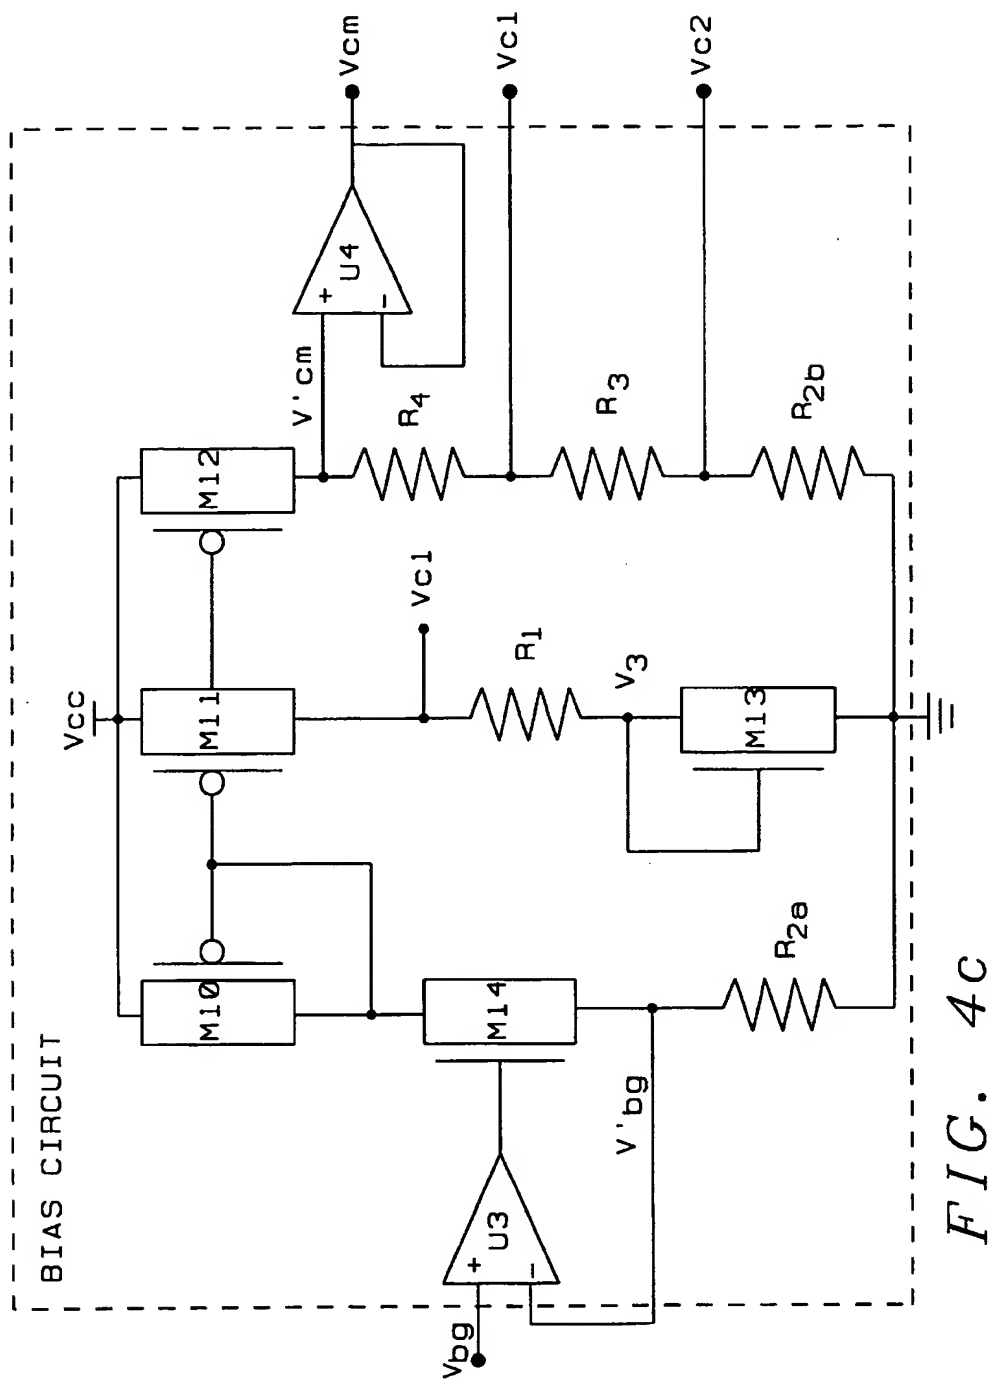 BIAS CIRCUIT
Vcc
M10
M11
M12
V'cm
+
-
U4
Vcm
Vc1
R4
Vc1
R3
Vc2
R2b
R1
V3
M13
M14
Vbg
+
-
U3
V'bg
R2a
FIG. 4c